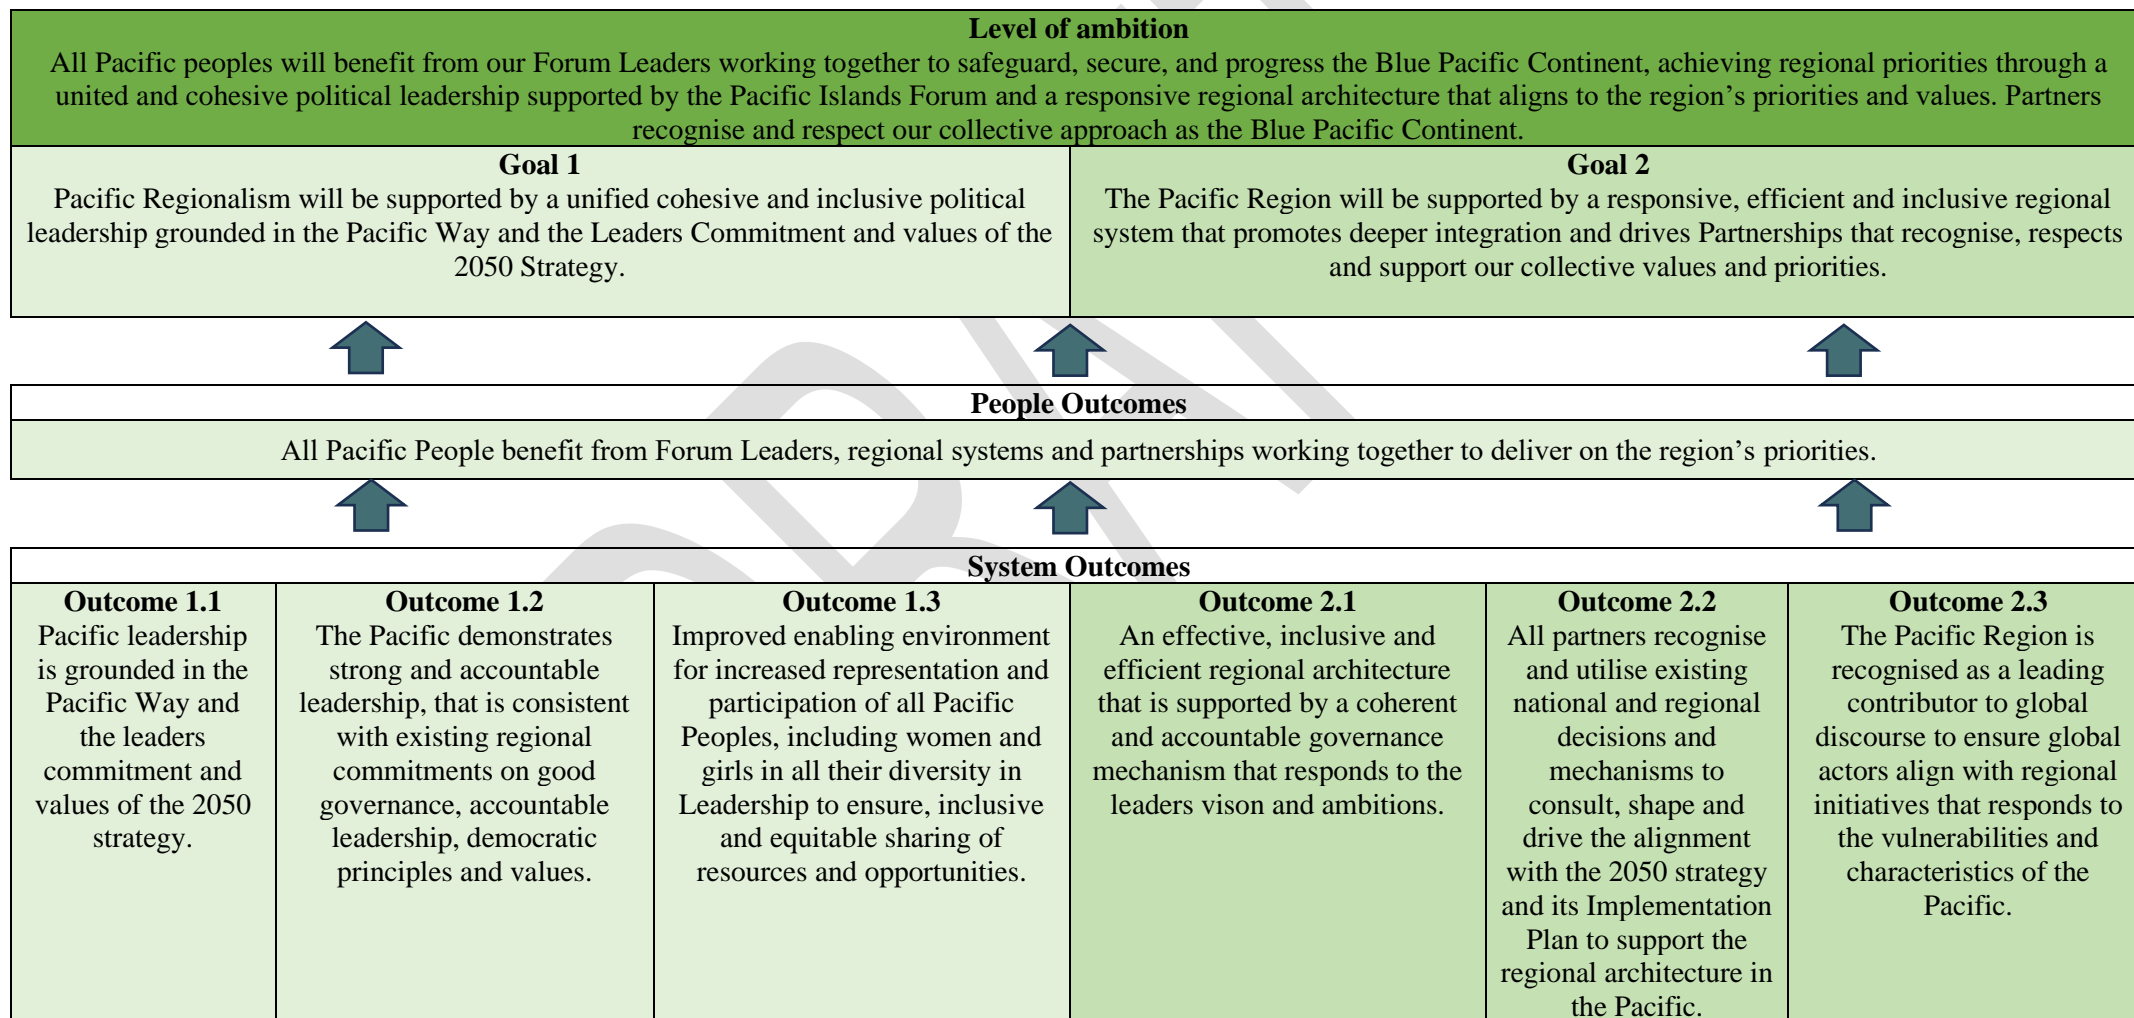 Level of ambition
All Pacific peoples will benefit from our Forum Leaders working together to safeguard, secure, and progress the Blue Pacific Continent, achieving regional priorities through a
united and cohesive political leadership supported by the Pacific Islands Forum and a responsive regional architecture that aligns to the region’s priorities and values. Partners
recognise and respect our collective approach as the Blue Pacific Continent.
Goal 1
Pacific Regionalism will be supported by a unified cohesive and inclusive political
leadership grounded in the Pacific Way and the Leaders Commitment and values of the
2050 Strategy.
Goal 2
The Pacific Region will be supported by a responsive, efficient and inclusive regional
system that promotes deeper integration and drives Partnerships that recognise, respects
and support our collective values and priorities.
People Outcomes
All Pacific People benefit from Forum Leaders, regional systems and partnerships working together to deliver on the region’s priorities.
System Outcomes
Outcome 1.1
Pacific leadership
is grounded in the
Pacific Way and
the leaders
commitment and
values of the 2050
strategy.
Outcome 1.2
The Pacific demonstrates
strong and accountable
leadership, that is consistent
with existing regional
commitments on good
governance, accountable
leadership, democratic
principles and values.
Outcome 1.3
Improved enabling environment
for increased representation and
participation of all Pacific
Peoples, including women and
girls in all their diversity in
Leadership to ensure, inclusive
and equitable sharing of
resources and opportunities.
Outcome 2.1
An effective, inclusive and
efficient regional architecture
that is supported by a coherent
and accountable governance
mechanism that responds to the
leaders vison and ambitions.
Outcome 2.2
All partners recognise
and utilise existing
national and regional
decisions and
mechanisms to
consult, shape and
drive the alignment
with the 2050 strategy
and its Implementation
Plan to support the
regional architecture in
the Pacific.
Outcome 2.3
The Pacific Region is
recognised as a leading
contributor to global
discourse to ensure global
actors align with regional
initiatives that responds to
the vulnerabilities and
characteristics of the
Pacific.
DRAFT